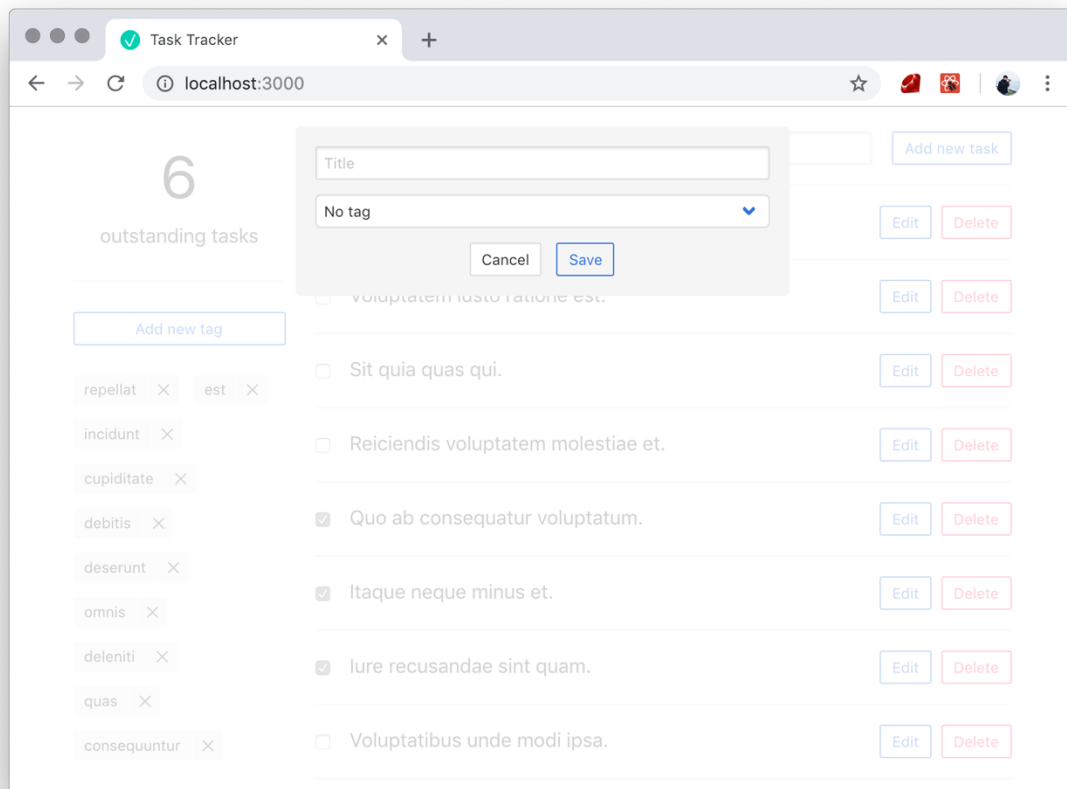 Task Tracker
localhost:3000
6
outstanding tasks
Add new tag
repellat est
incidunt
cupiditate
debitis
deserunt
omnis
deleniti
quas
consequuntur
Title
No tag
Cancel Save
Add new task
Edit Delete
Voluptatem iusto ratione est. Edit Delete
Sit quia quas qui. Edit Delete
Reiciendis voluptatem molestiae et. Edit Delete
Quo ab consequatur voluptatum. Edit Delete
Itaque neque minus et. Edit Delete
Iure recusandae sint quam. Edit Delete
Voluptatibus unde modi ipsa. Edit Delete